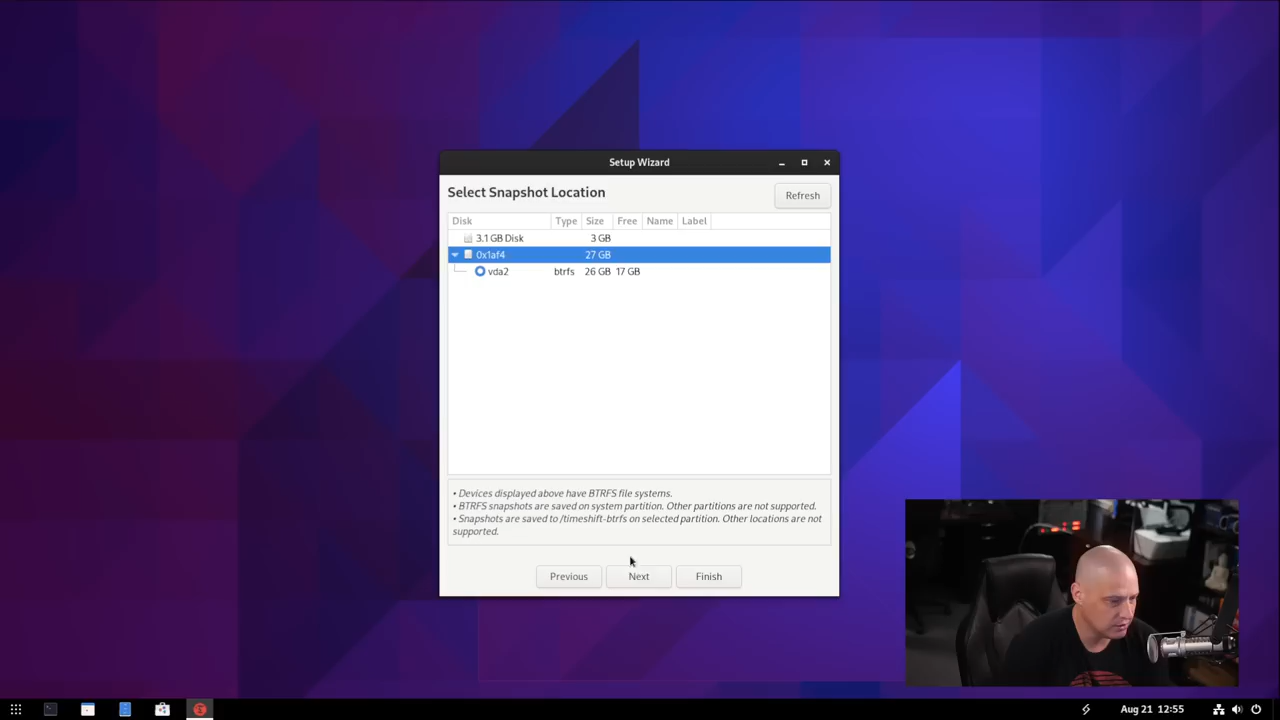 Setup Wizard
Select Snapshot Location
Refresh
Disk Type Size Free Name Label
3.1 GB Disk 3 GB
0x1af4 27 GB
vda2 btrfs 26 GB 17 GB
• Devices displayed above have BTRFS file systems.
• BTRFS snapshots are saved on system partition. Other partitions are not supported.
• Snapshots are saved to /timeshift-btrfs on selected partition. Other locations are not
supported.
Previous Next Finish
Aug 21 12:55